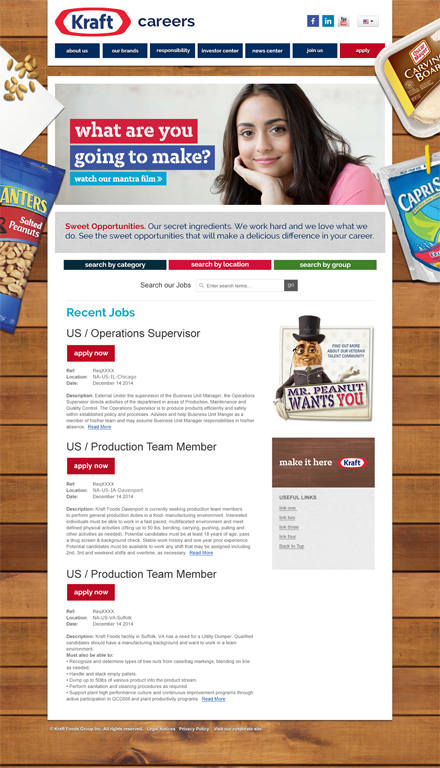 Kraft careers
about us
our brands
responsibility
investor center
news center
join us
apply
OSCAR MAYER
CARVING
BOARD
what are you
going to make?
watch our mantra film »
PLANTERS
Salted
Peanuts
CAPRI S
Sweet Opportunities. Our secret ingredients. We work hard and we love what we
do. See the sweet opportunities that will make a delicious difference in your career.
search by category
search by location
search by group
Search our Jobs
Enter search terms...
go
Recent Jobs
US / Operations Supervisor
apply now
Ref: ReqXXXX
Location: NA-US-IL-Chicago
Date: December 14 2014
Description: External Under the supervision of the Business Unit Manager, the Operations
Supervisor directs activities of the department in areas of Production, Maintenance and
Quality Control. The Operations Supervisor is to produce products efficiently and safely
within established policy and processes. Advises and help Business Unit Manger as a
member of his/her team and may assume Business Unit Manager responsibilities in his/her
absence. Read More
FIND OUT MORE
ABOUT OUR VETERAN
TALENT COMMUNITY
MR. PEANUT
WANTS YOU
US / Production Team Member
apply now
Ref: ReqXXXX
Location: NA-US-IA-Davenport
Date: December 14 2014
Description: Kraft Foods Davenport is currently seeking production team members
to perform general production duties in a food- manufacturing environment. Interested
individuals must be able to work in a fast paced, multifaceted environment and meet
defined physical activities (lifting up to 50 lbs, bending, carrying, pushing, pulling and
other activities as needed). Potential candidates must be at least 18 years of age, pass
a drug screen & background check. Stable work history and one year prior experience
Potential candidates must be available to work any shift that may be assigned including
2nd, 3rd and weekend shifts and overtime, as necessary. Read More
make it here Kraft
USEFUL LINKS
link one
link two
link three
link four
Back to Top
US / Production Team Member
apply now
Ref: ReqXXXX
Location: NA-US-VA-Suffolk
Date: December 14 2014
Description: Kraft Foods facility in Suffolk, VA has a need for a Utility Dumper. Qualified
candidates should have a manufacturing background and want to work in a team
environment.
Must also be able to:
• Recognize and determine types of tree nuts from case/bag markings, blending on line
as needed.
• Handle and stack empty pallets.
• Dump up to 50lbs of various product into the product stream.
• Perform sanitation and cleaning procedures as required
• Support plant high performance culture and continuous improvement programs through
active participation in QCDSM and plant productivity programs. Read More
© Kraft Foods Group Inc. All rights reserved. Legal Notices Privacy Policy Visit our corporate site